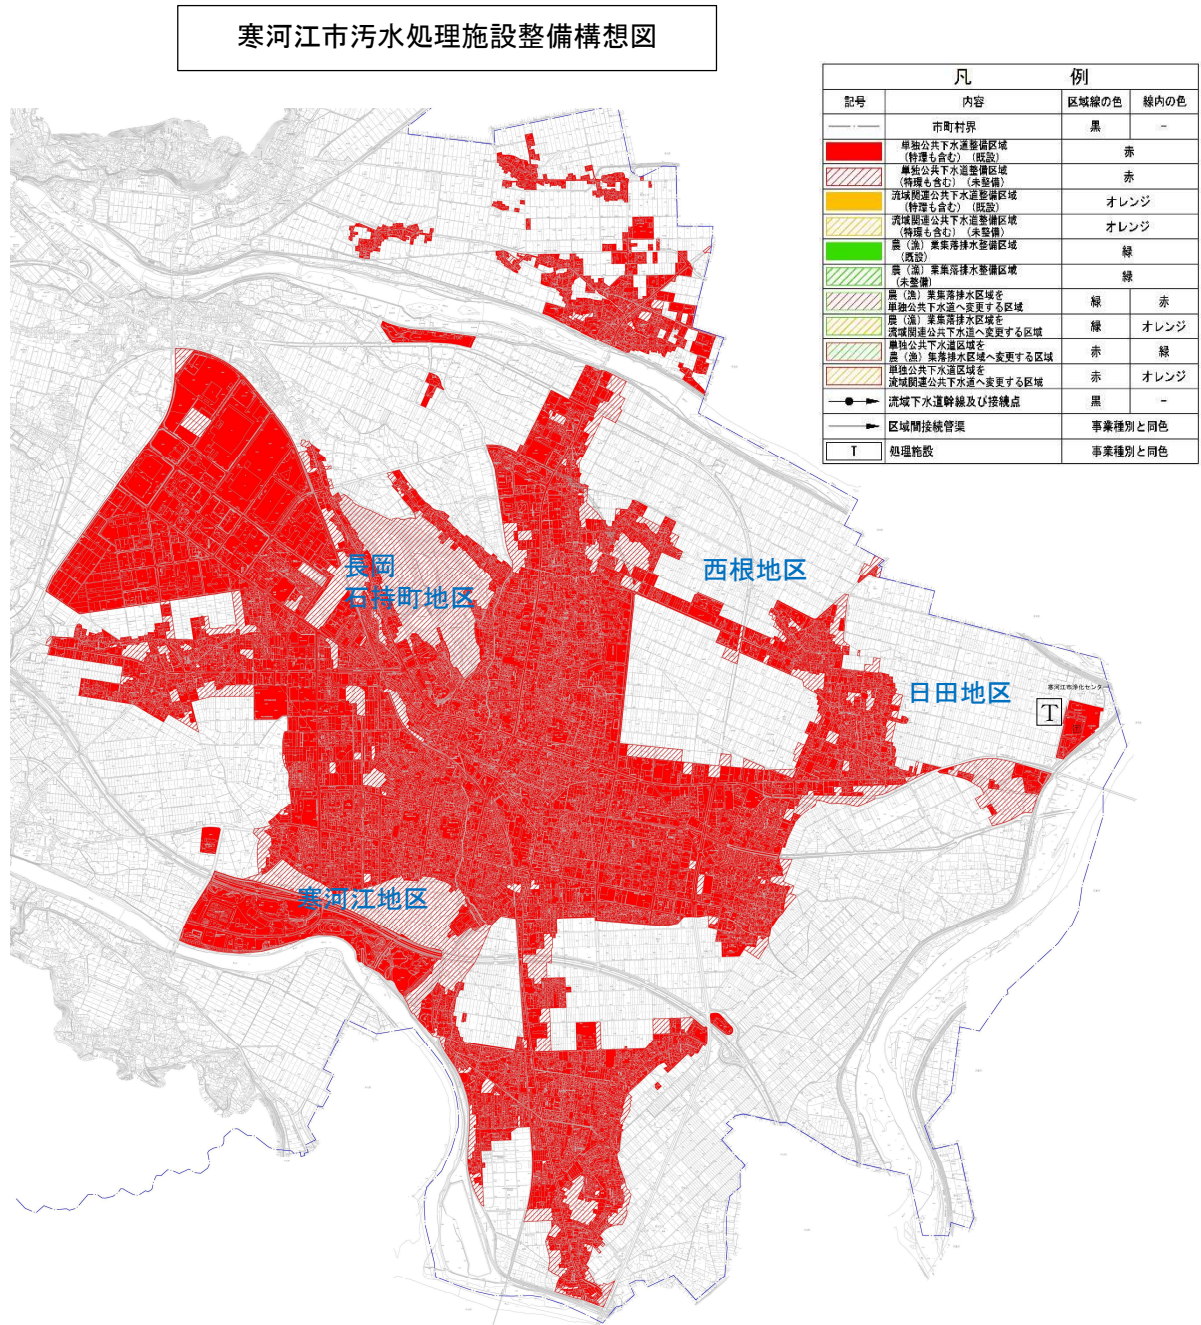 寒河江市汚水処理施設整備構想図
凡 例
記号 内容 区域線の色 線内の色
市町村界 黒 -
単独公共下水道整備区域
(特環も含む) (既設) 赤
単独公共下水道整備区域
(特環も含む) (未整備) 赤
流域関連公共下水道整備区域
(特環も含む) (既設) オレンジ
流域関連公共下水道整備区域
(特環も含む) (未整備) オレンジ
農(漁)業集落排水整備区域
(既設) 緑
農(漁)業集落排水整備区域
(未整備) 緑
農(漁)業集落排水区域を
単独公共下水道へ変更する区域 緑 赤
農(漁)業集落排水区域を
流域関連公共下水道へ変更する区域 緑 オレンジ
単独公共下水道区域を
農(漁)集落排水区域へ変更する区域 赤 緑
単独公共下水道区域を
流域関連公共下水道へ変更する区域 赤 オレンジ
流域下水道幹線及び接続点 黒 -
区域間接続管渠 事業種別と同色
T 処理施設 事業種別と同色
長岡
石持町地区
西根地区
日田地区
寒河江市浄化センター
T
寒河江地区